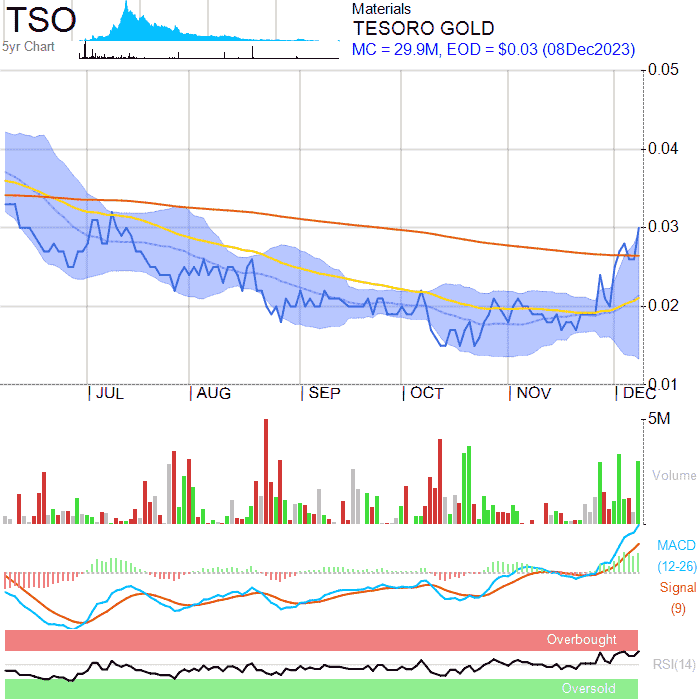 TSO
5yr Chart
Materials
TESORO GOLD
MC = 29.9M, EOD = $0.03 (08Dec2023)
0.05
0.04
0.03
0.02
0.01
JUL AUG SEP OCT NOV DEC
5M
Volume
MACD
(12-26)
Signal
(9)
Overbought
RSI(14)
Oversold